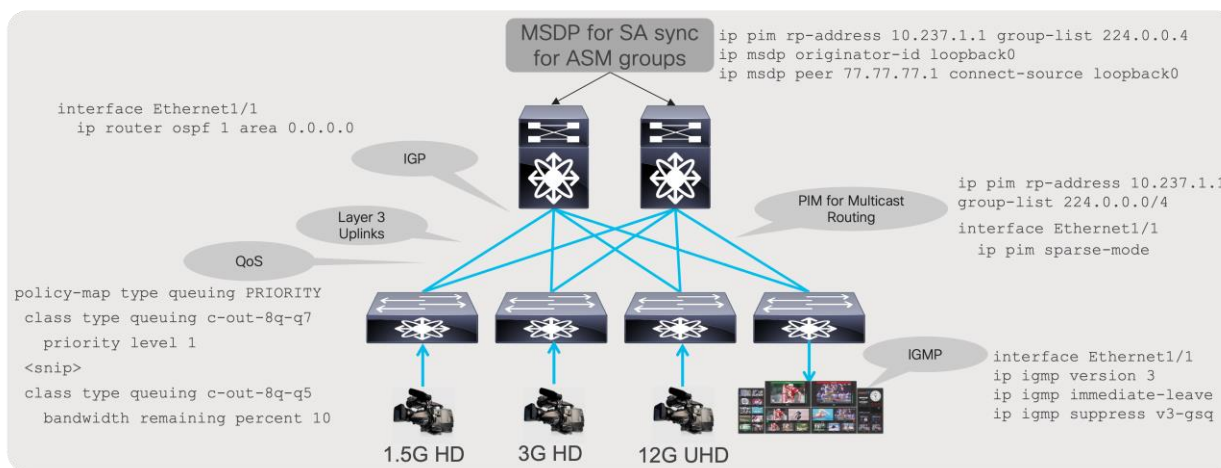 MSDP for SA sync
for ASM groups
ip pim rp-address 10.237.1.1 group-list 224.0.0.4
ip msdp originator-id loopback0
ip msdp peer 77.77.77.1 connect-source loopback0
interface Ethernet1/1
ip router ospf 1 area 0.0.0.0
IGP
Layer 3
Uplinks
QoS
PIM for Multicast
Routing
ip pim rp-address 10.237.1.1
group-list 224.0.0.0/4
interface Ethernet1/1
ip pim sparse-mode
policy-map type queuing PRIORITY
class type queuing c-out-8q-q7
priority level 1
<snip>
class type queuing c-out-8q-q5
bandwidth remaining percent 10
IGMP
interface Ethernet1/1
ip igmp version 3
ip igmp immediate-leave
ip igmp suppress v3-gsq
1.5G HD
3G HD
12G UHD